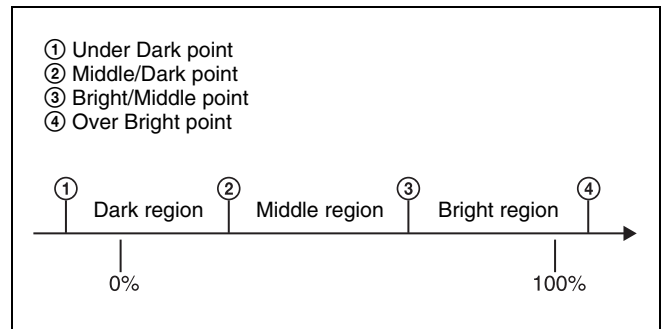 ① Under Dark point
② Middle/Dark point
③ Bright/Middle point
④ Over Bright point
① ② ③ ④
Dark region Middle region Bright region
0% 100%